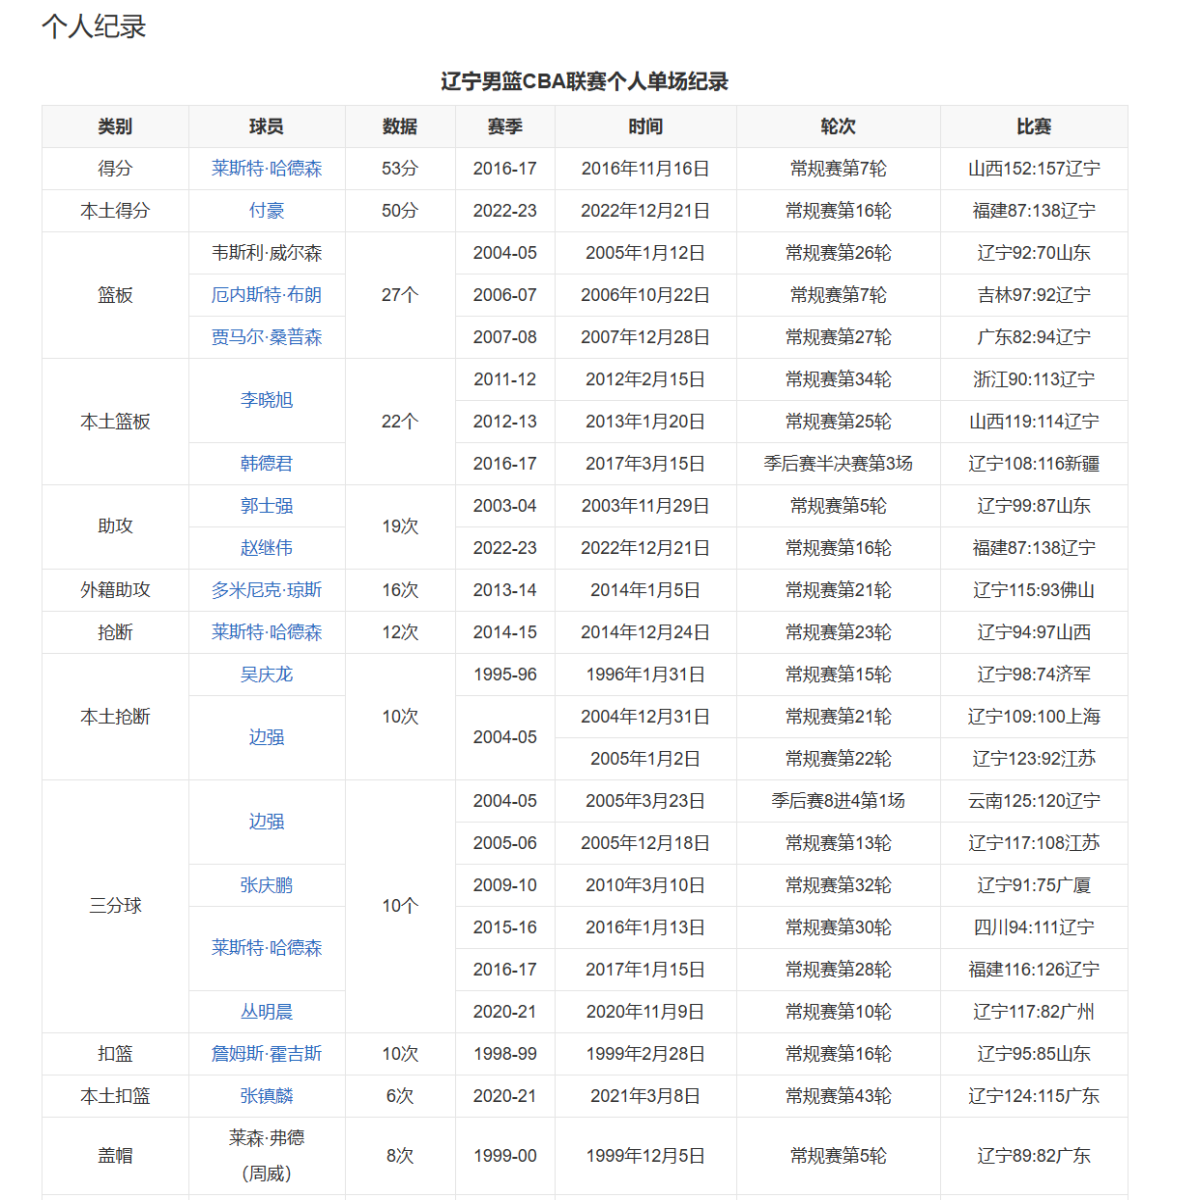 个人纪录
辽宁男篮CBA联赛个人单场纪录
类别 球员 数据 赛季 时间 轮次 比赛
得分 莱斯特·哈德森 53分 2016-17 2016年11月16日 常规赛第7轮 山西152:157辽宁
本土得分 付豪 50分 2022-23 2022年12月21日 常规赛第16轮 福建87:138辽宁
韦斯利·威尔森 2004-05 2005年1月12日 常规赛第26轮 辽宁92:70山东
篮板 厄内斯特·布朗 27个 2006-07 2006年10月22日 常规赛第7轮 吉林97:92辽宁
贾马尔·桑普森 2007-08 2007年12月28日 常规赛第27轮 广东82:94辽宁
2011-12 2012年2月15日 常规赛第34轮 浙江90:113辽宁
李晓旭
本土篮板 22个 2012-13 2013年1月20日 常规赛第25轮 山西119:114辽宁
韩德君 2016-17 2017年3月15日 季后赛半决赛第3场 辽宁108:116新疆
郭士强 2003-04 2003年11月29日 常规赛第5轮 辽宁99:87山东
助攻 19次
赵继伟 2022-23 2022年12月21日 常规赛第16轮 福建87:138辽宁
外籍助攻 多米尼克·琼斯 16次 2013-14 2014年1月5日 常规赛第21轮 辽宁115:93佛山
抢断 莱斯特·哈德森 12次 2014-15 2014年12月24日 常规赛第23轮 辽宁94:97山西
吴庆龙 1995-96 1996年1月31日 常规赛第15轮 辽宁98:74济军
本土抢断 10次 2004年12月31日 常规赛第21轮 辽宁109:100上海
边强 2004-05
2005年1月2日 常规赛第22轮 辽宁123:92江苏
2004-05 2005年3月23日 季后赛8进4第1场 云南125:120辽宁
边强
2005-06 2005年12月18日 常规赛第13轮 辽宁117:108江苏
张庆鹏 2009-10 2010年3月10日 常规赛第32轮 辽宁91:75广厦
三分球 10个
2015-16 2016年1月13日 常规赛第30轮 四川94:111辽宁
莱斯特·哈德森
2016-17 2017年1月15日 常规赛第28轮 福建116:126辽宁
丛明晨 2020-21 2020年11月9日 常规赛第10轮 辽宁117:82广州
扣篮 詹姆斯·霍吉斯 10次 1998-99 1999年2月28日 常规赛第16轮 辽宁95:85山东
本土扣篮 张镇麟 6次 2020-21 2021年3月8日 常规赛第43轮 辽宁124:115广东
莱森·弗德
盖帽 8次 1999-00 1999年12月5日 常规赛第5轮 辽宁89:82广东
（周威）